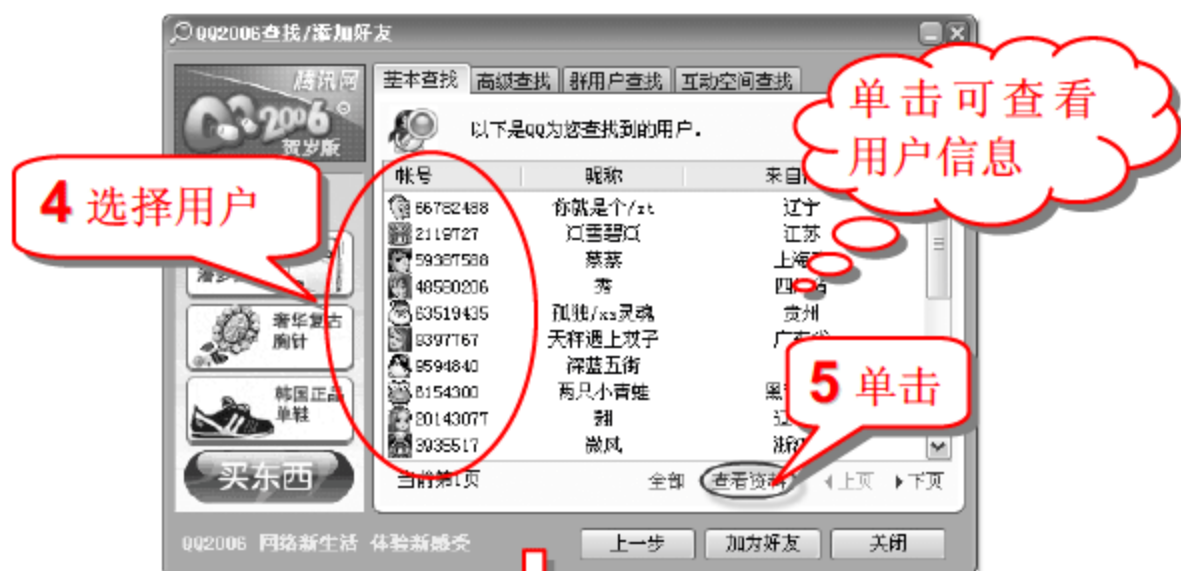 QQ2006查找/添加好友
腾讯网
2006
贺岁版
基本查找 高级查找 群用户查找 互动空间查找
以下是QQ为您查找到的用户.
单击可查看
用户信息
帐号 昵称 来自
4 选择用户
66782488 你就是个/zt 辽宁
2119727 雪碧 江苏
59387588 蔡蔡 上海
48580206 秀
63519435 孤独/xs灵魂 贵州
9397767 天秤遇上双子
9594840 深蓝五街
8154300 两只小青蛙
20143077 翱
3935517 微风
奢华复古
胸针
韩国正品
单鞋
5 单击
买东西
当前第1页 全部 查看资料 上页 下页
QQ2006 网络新生活 体验新感受
上一步 加为好友 关闭